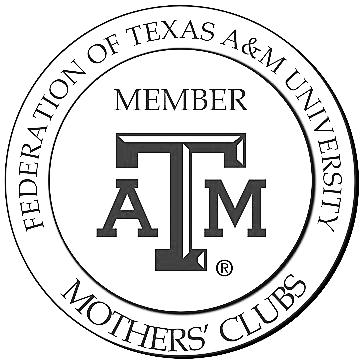 FEDERATION OF TEXAS A&M UNIVERSITY
MEMBER
ATM
®
MOTHERS' CLUBS